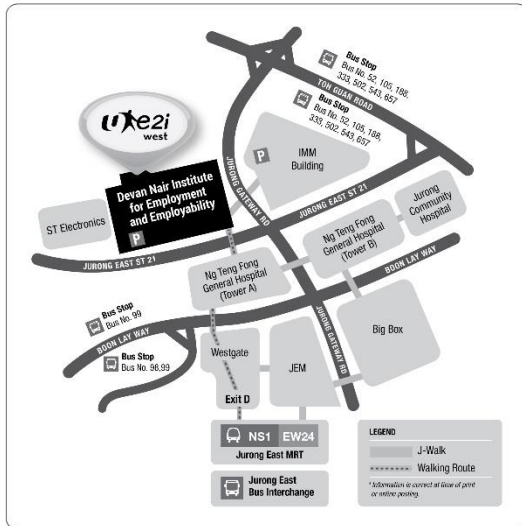 Bus Stop
Bus No. 52, 105, 188,
333, 502, 543, 657
TOH GUAN ROAD
Bus Stop
Bus No. 52, 105, 188,
333, 502, 543, 657
e2i
west
P
IMM
Building
JURONG GATEWAY RD
Devan Nair Institute
for Employment
and Employability
P
ST Electronics
JURONG EAST ST 21
JURONG EAST ST 21
Jurong
Community
Hospital
Ng Teng Fong
General Hospital
(Tower B)
Ng Teng Fong
General Hospital
(Tower A)
BOON LAY WAY
Bus Stop
Bus No. 99
BOON LAY WAY
Bus Stop
Bus No. 98,99
Westgate
Exit D
JEM
JURONG GATEWAY RD
Big Box
NS1 EW24
Jurong East MRT
Jurong East
Bus Interchange
LEGEND
J-Walk
Walking Route
* Information is correct at time of print
or online posting.